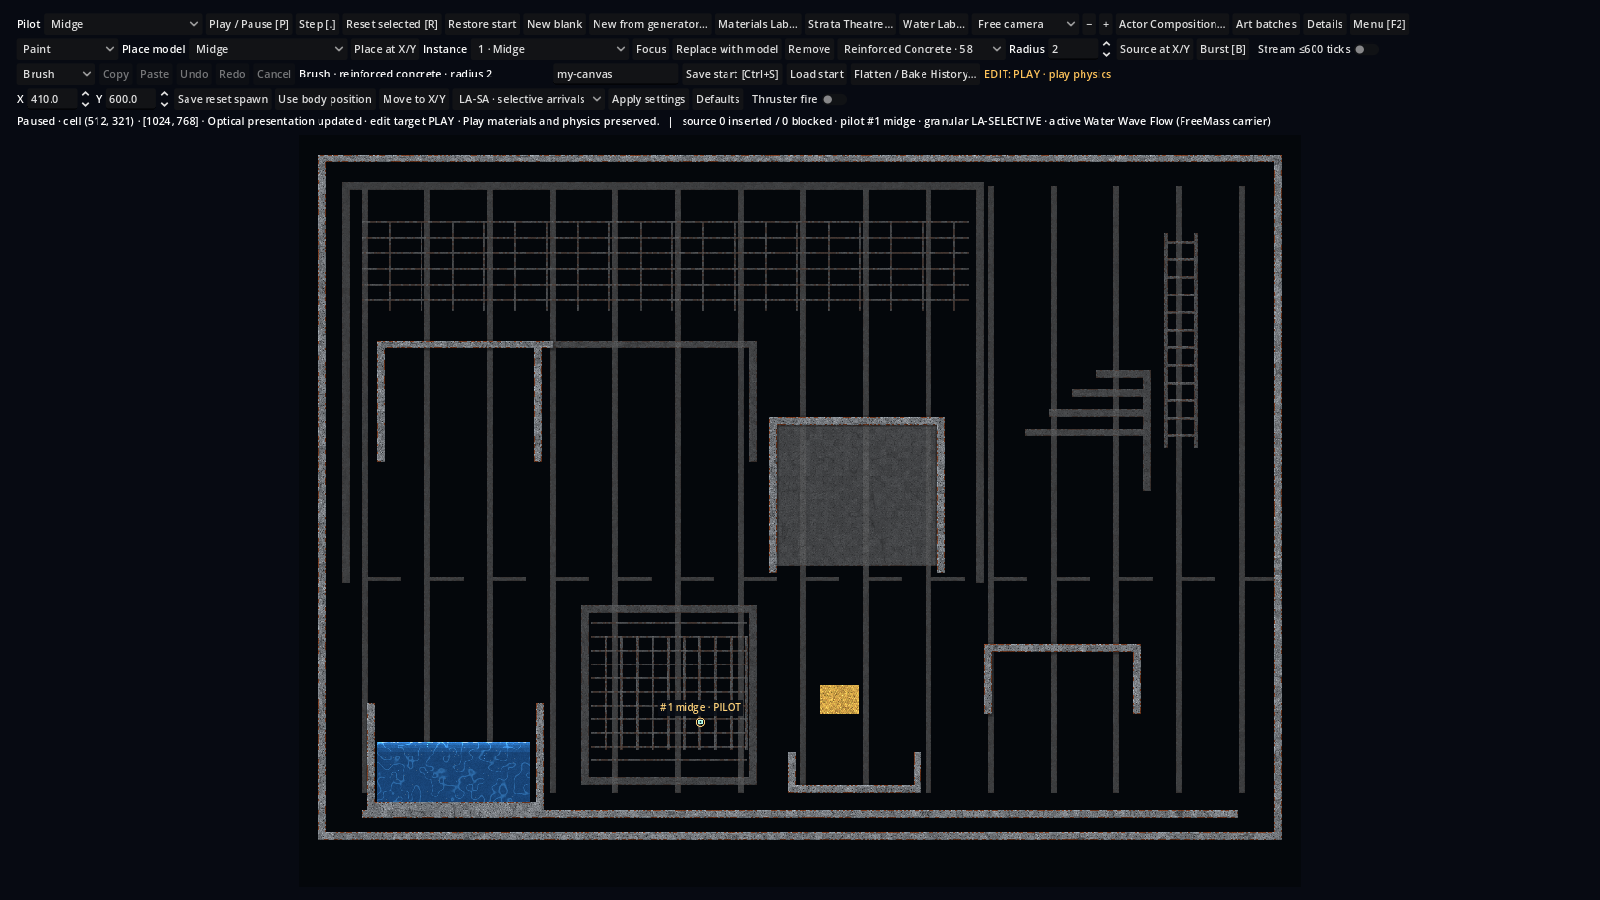 Pilot Midge Play / Pause [P] Step [.] Reset selected [R] Restore start New blank New from generator... Materials Lab... Strata Theatre... Water Lab... Free camera − + Actor Composition... Art batches Details Menu [F2]
Paint Place model Midge Place at X/Y Instance 1 · Midge Focus Replace with model Remove Reinforced Concrete · 58 Radius 2 Source at X/Y Burst [B] Stream ≤600 ticks
Brush Copy Paste Undo Redo Cancel Brush · reinforced concrete · radius 2 my-canvas Save start [Ctrl+S] Load start Flatten / Bake History... EDIT: PLAY · play physics
X 410.0 Y 600.0 Save reset spawn Use body position Move to X/Y LA-SA · selective arrivals Apply settings Defaults Thruster fire
Paused · cell (512, 321) · [1024, 768] · Optical presentation updated · edit target PLAY · Play materials and physics preserved. | source 0 inserted / 0 blocked · pilot #1 midge · granular LA-SELECTIVE · active Water Wave Flow (FreeMass carrier)
#1 midge · PILOT